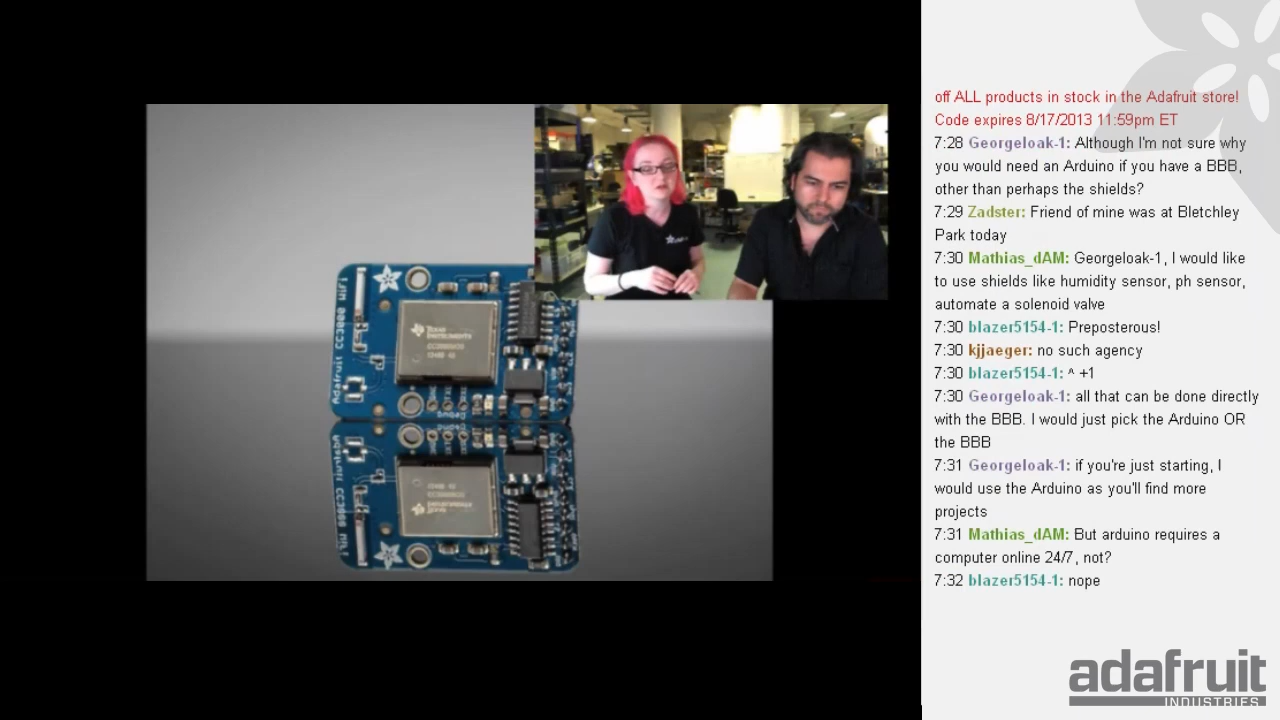 Adafruit CC3000 WiFi
TEXAS
INSTRUMENTS
off ALL products in stock in the Adafruit store!
Code expires 8/17/2013 11:59pm ET
7:28 Georgeloak-1: Although I'm not sure why
you would need an Arduino if you have a BBB,
other than perhaps the shields?
7:29 Zadster: Friend of mine was at Bletchley
Park today
7:30 Mathias_dAM: Georgeloak-1, I would like
to use shields like humidity sensor, ph sensor,
automate a solenoid valve
7:30 blazer5154-1: Preposterous!
7:30 kjjaeger: no such agency
7:30 blazer5154-1: ^ +1
7:30 Georgeloak-1: all that can be done directly
with the BBB. I would just pick the Arduino OR
the BBB
7:31 Georgeloak-1: if you're just starting, I
would use the Arduino as you'll find more
projects
7:31 Mathias_dAM: But arduino requires a
computer online 24/7, not?
7:32 blazer5154-1: nope
adafruit
INDUSTRIES